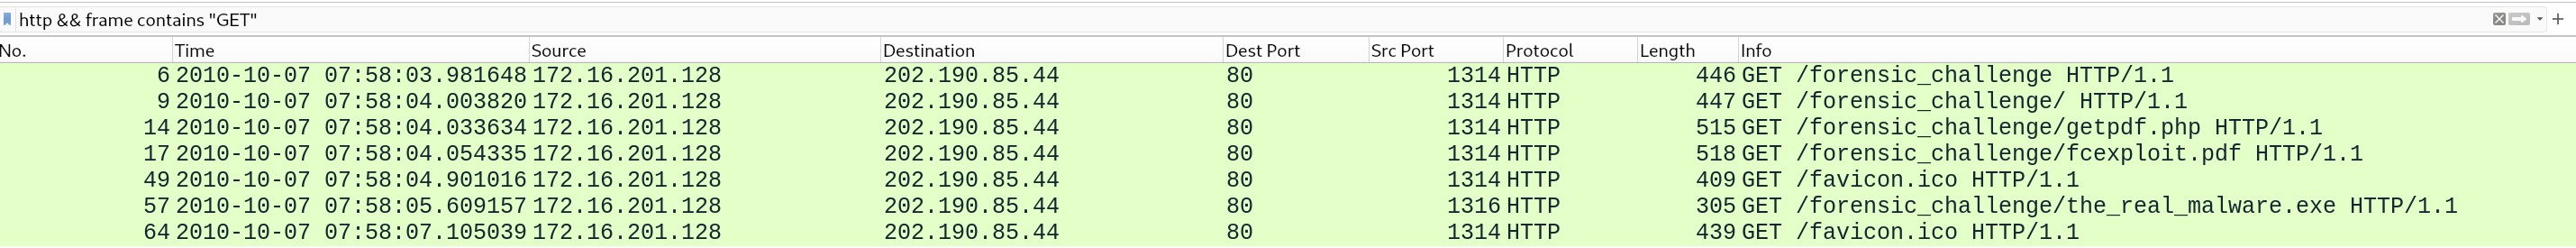 http && frame contains "GET"
No. Time Source Destination Dest Port Src Port Protocol Length Info
6 2010-10-07 07:58:03.981648 172.16.201.128 202.190.85.44 80 1314 HTTP 446 GET /forensic_challenge HTTP/1.1
9 2010-10-07 07:58:04.003820 172.16.201.128 202.190.85.44 80 1314 HTTP 447 GET /forensic_challenge/ HTTP/1.1
14 2010-10-07 07:58:04.033634 172.16.201.128 202.190.85.44 80 1314 HTTP 515 GET /forensic_challenge/getpdf.php HTTP/1.1
17 2010-10-07 07:58:04.054335 172.16.201.128 202.190.85.44 80 1314 HTTP 518 GET /forensic_challenge/fcexploit.pdf HTTP/1.1
49 2010-10-07 07:58:04.901016 172.16.201.128 202.190.85.44 80 1314 HTTP 409 GET /favicon.ico HTTP/1.1
57 2010-10-07 07:58:05.609157 172.16.201.128 202.190.85.44 80 1316 HTTP 305 GET /forensic_challenge/the_real_malware.exe HTTP/1.1
64 2010-10-07 07:58:07.105039 172.16.201.128 202.190.85.44 80 1314 HTTP 439 GET /favicon.ico HTTP/1.1